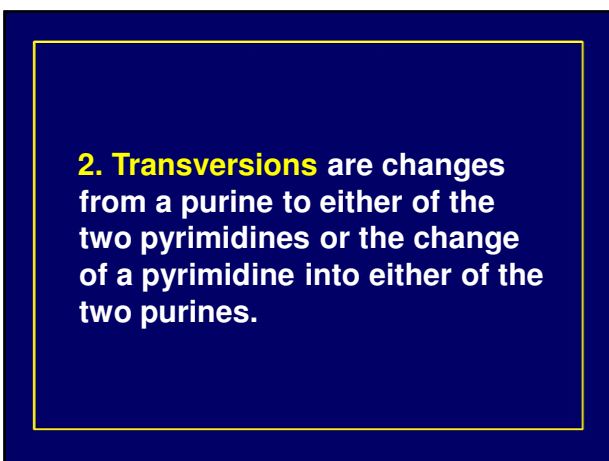 2. Transversions are changes
from a purine to either of the
two pyrimidines or the change
of a pyrimidine into either of the
two purines.